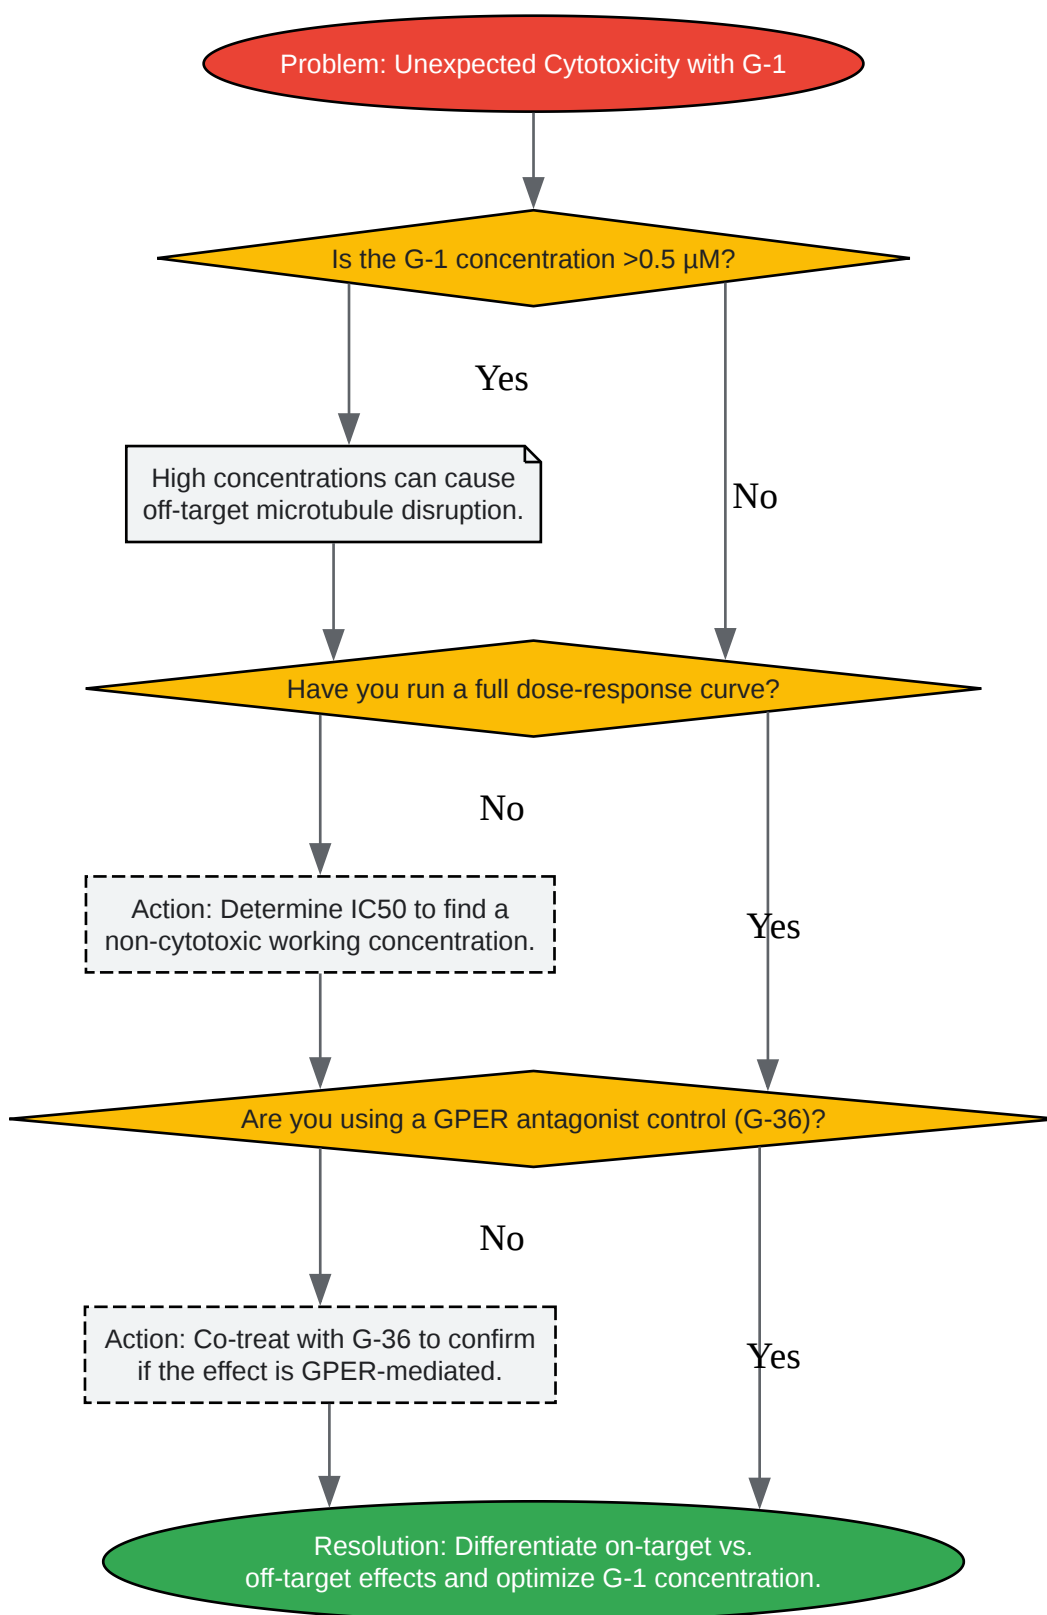 Problem: Unexpected Cytotoxicity with G-1
Is the G-1 concentration >0.5 µM?
Yes
High concentrations can cause
off-target microtubule disruption.
No
Have you run a full dose-response curve?
No
Action: Determine IC50 to find a
non-cytotoxic working concentration.
Yes
Are you using a GPER antagonist control (G-36)?
No
Action: Co-treat with G-36 to confirm
if the effect is GPER-mediated.
Yes
Resolution: Differentiate on-target vs.
off-target effects and optimize G-1 concentration.